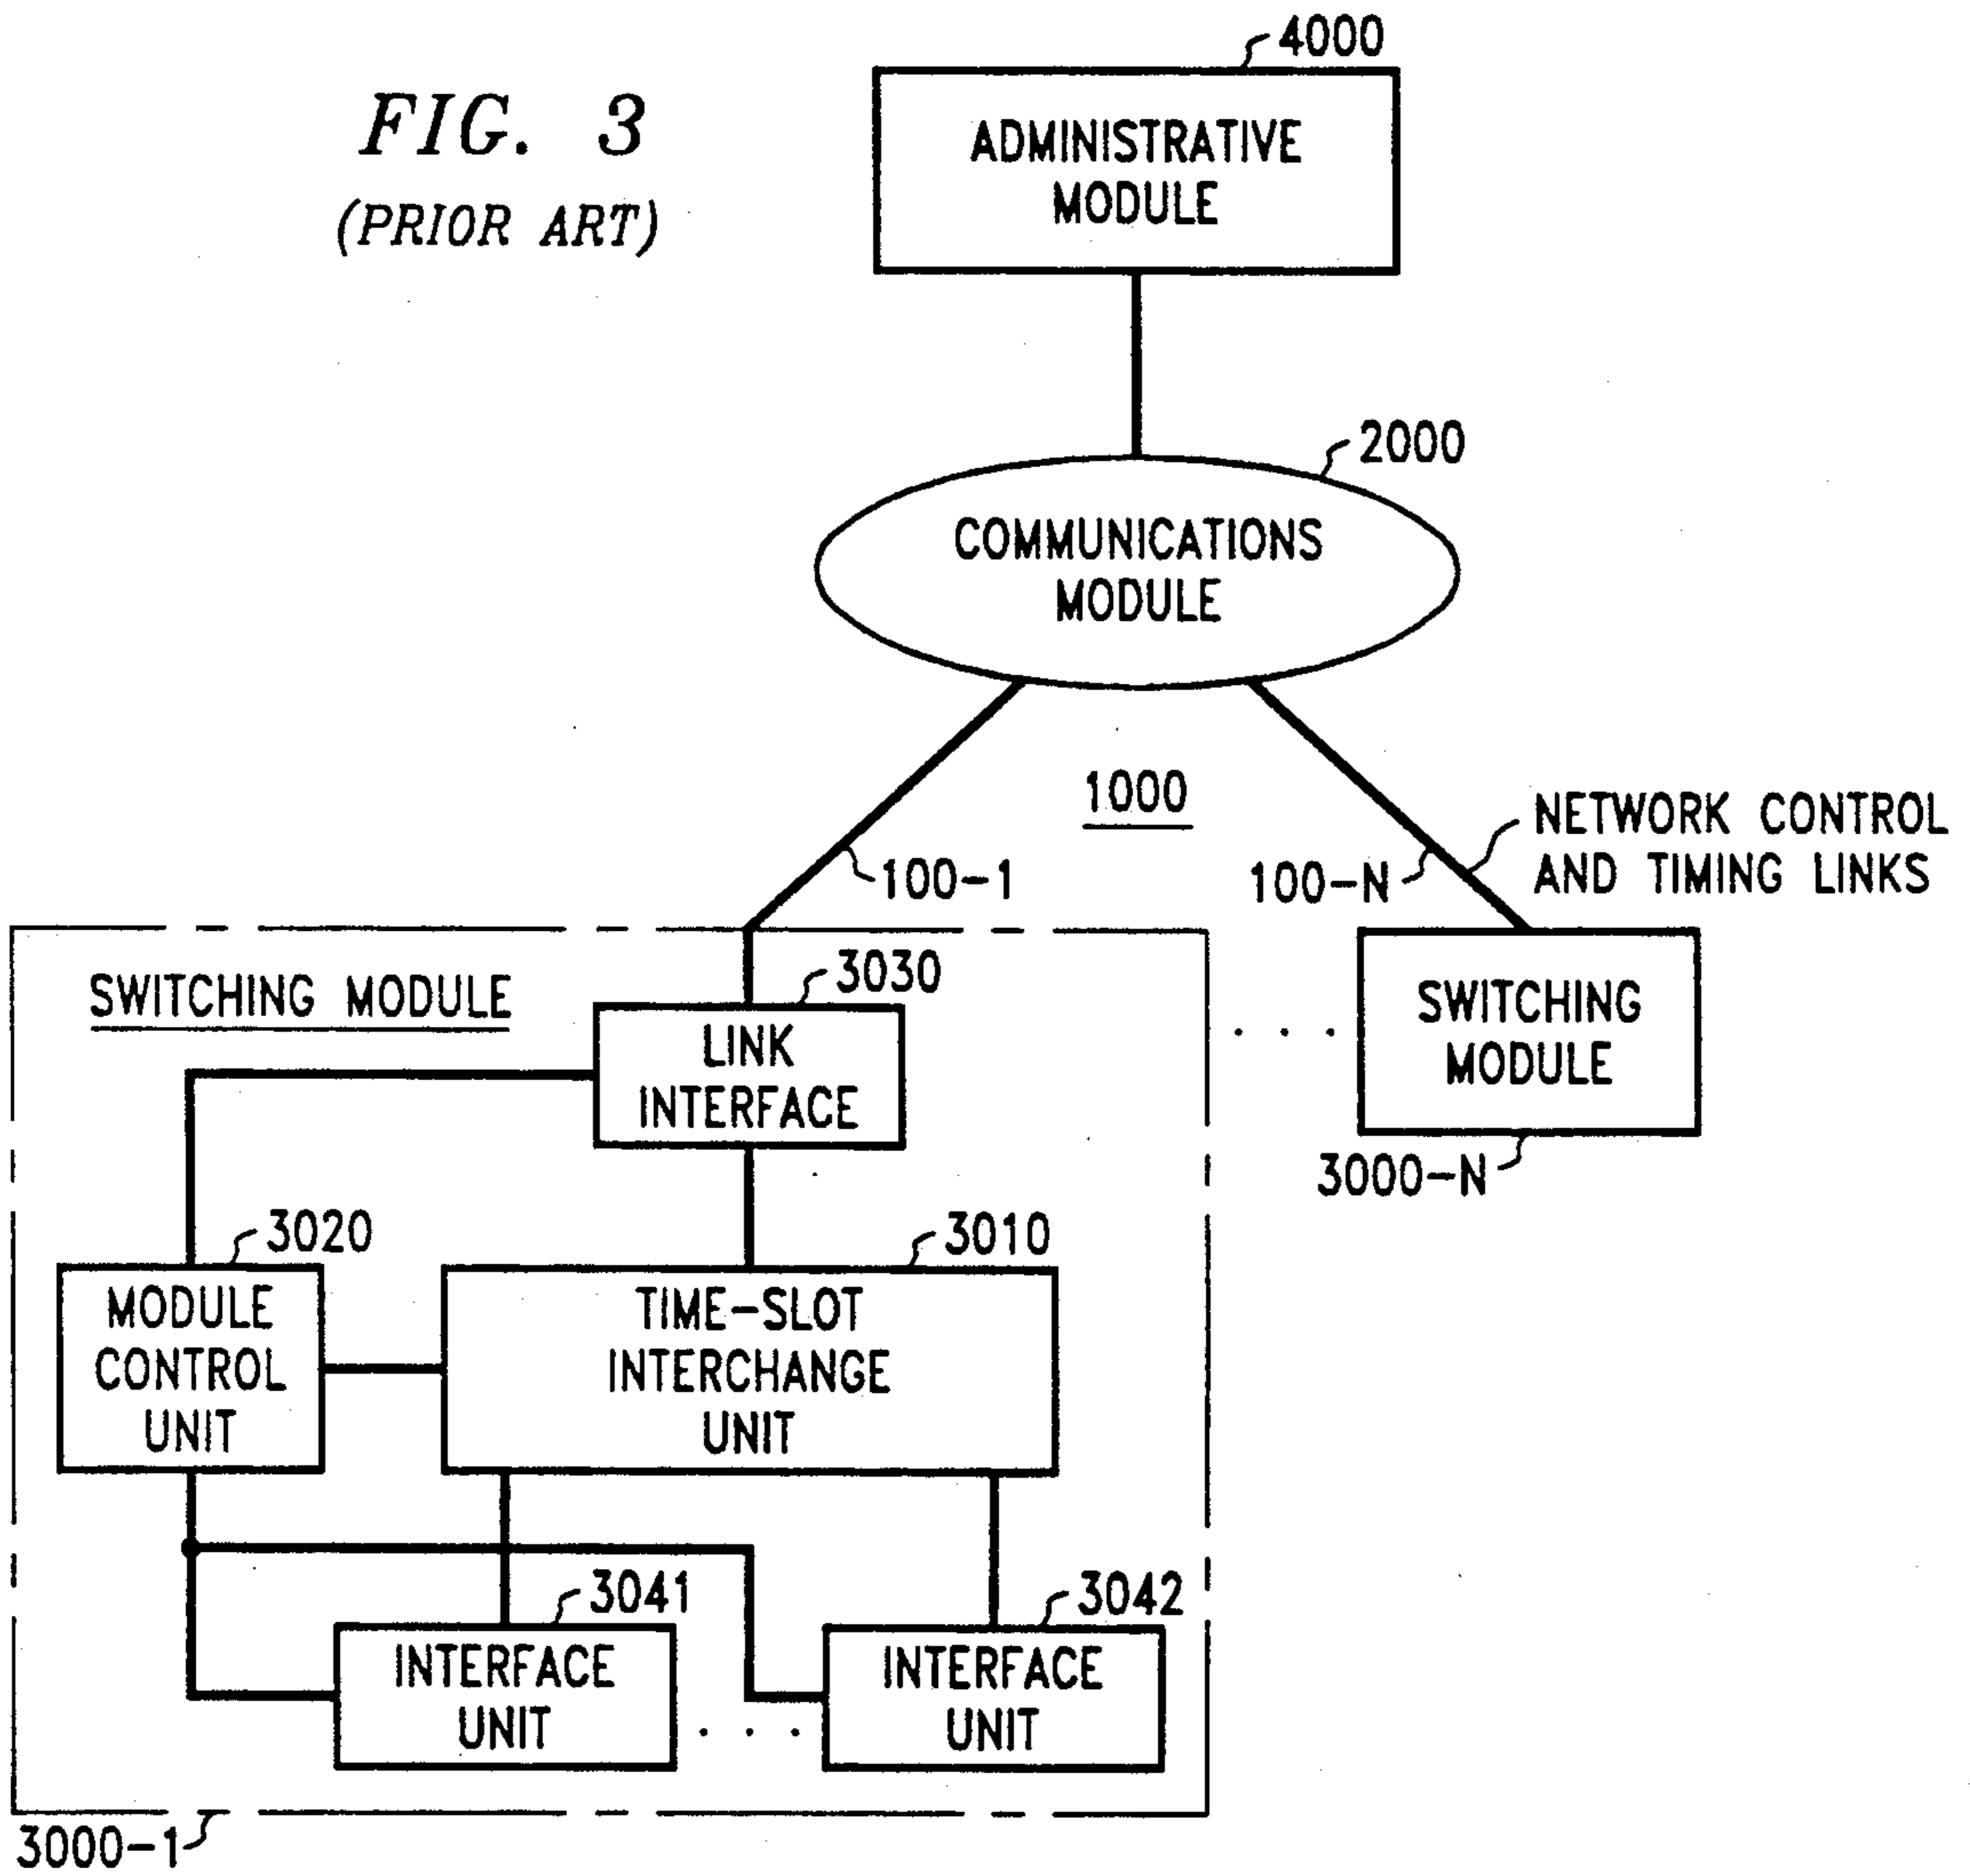 FIG. 3
(PRIOR ART)
4000
ADMINISTRATIVE
MODULE
2000
COMMUNICATIONS
MODULE
1000
100-1
100-N
NETWORK CONTROL
AND TIMING LINKS
SWITCHING MODULE
3030
LINK
INTERFACE
SWITCHING
MODULE
3000-N
3020
MODULE
CONTROL
UNIT
3010
TIME-SLOT
INTERCHANGE
UNIT
3041
INTERFACE
UNIT
3042
INTERFACE
UNIT
3000-1